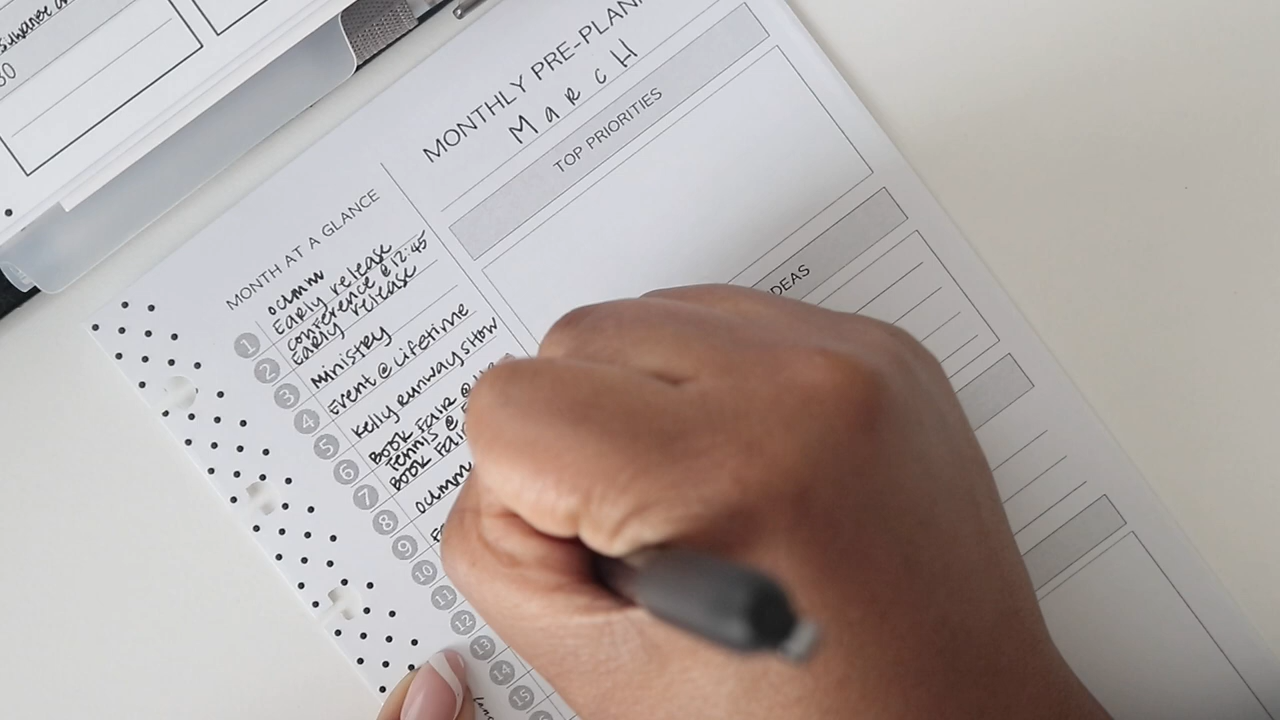 30
MONTHLY PRE-PLAN
MarcH
TOP PRIORITIES
IDEAS
MONTH AT A GLANCE
1
Early release
conference @ 12:45
2
Early release
3
Ministry
4
Event @ Lifetime
5
Kelly runway show
6
BOOK Fair @
Tennis @
7
BOOK Fair
8
9
10
11
12
13
14
15